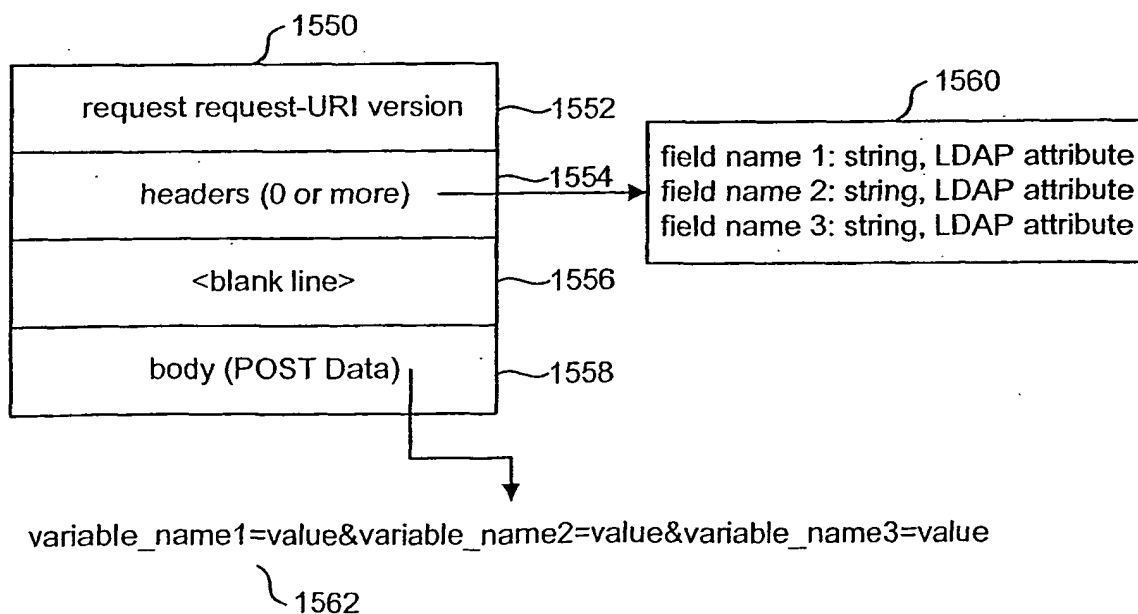 1550
request request-URI version
1552
1560
headers (0 or more)
1554
field name 1: string, LDAP attribute
field name 2: string, LDAP attribute
field name 3: string, LDAP attribute
<blank line>
1556
body (POST Data)
1558
variable_name1=value&variable_name2=value&variable_name3=value
1562